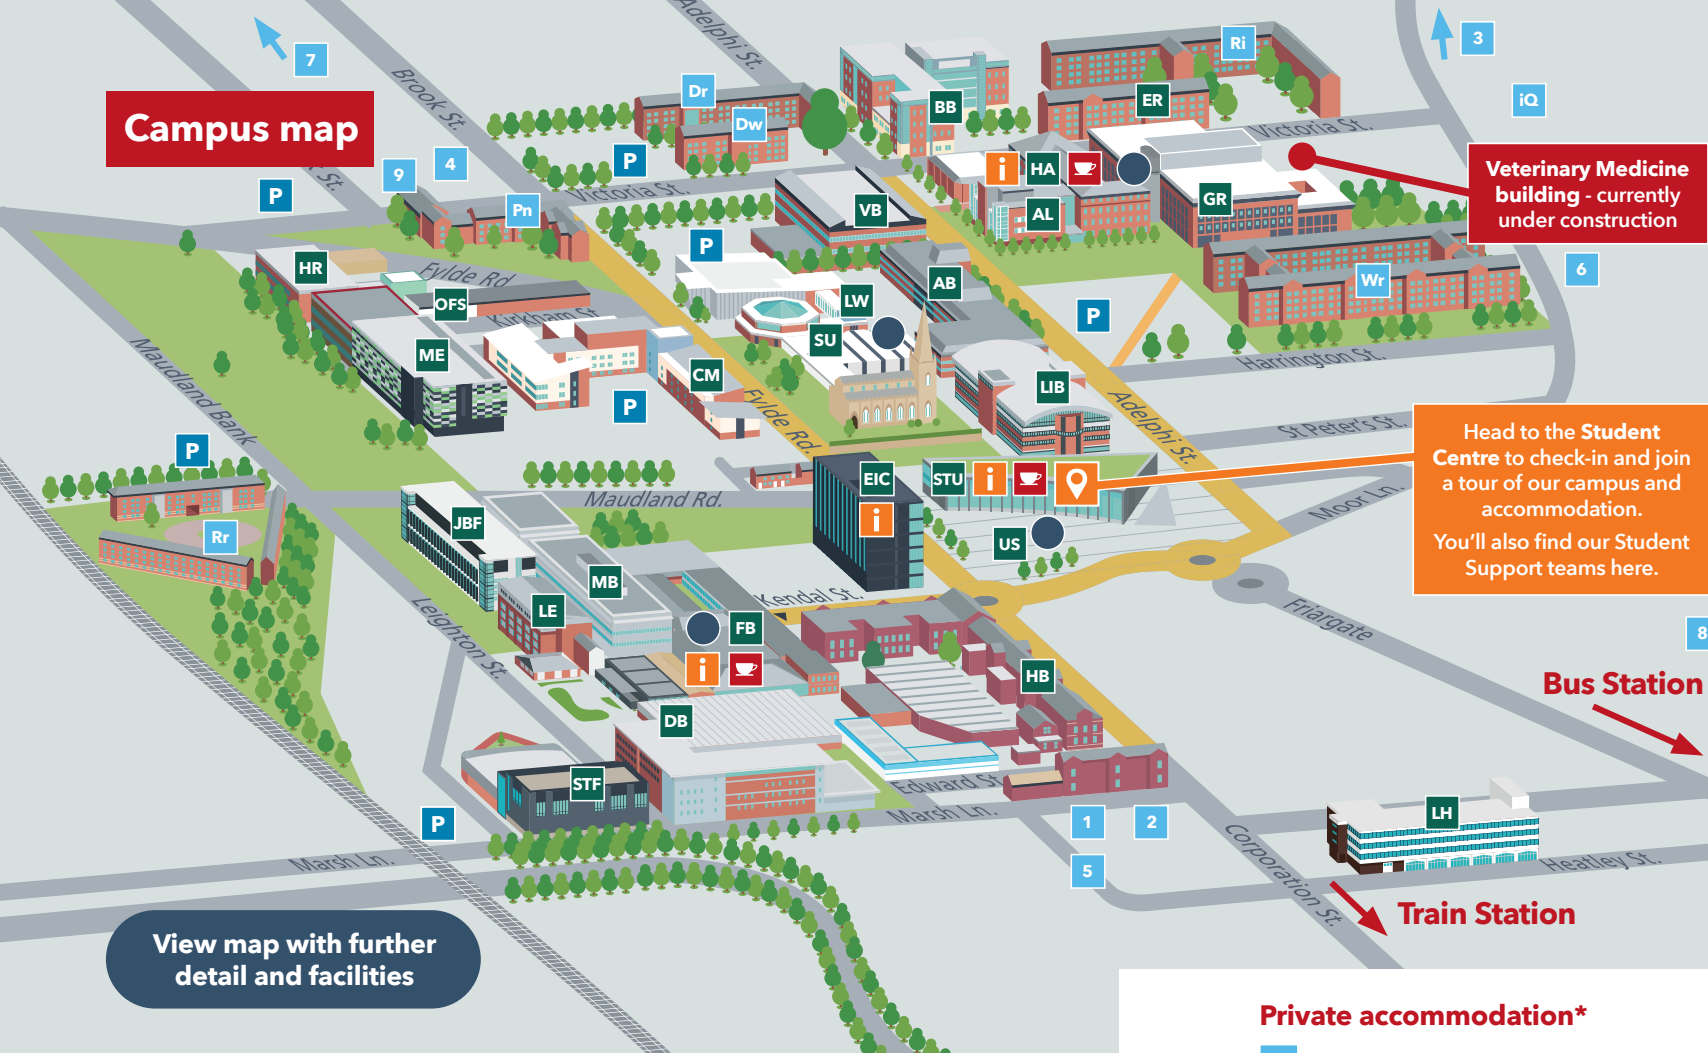 Adelphi St.
7
3
Ri
Brook St.
Dr
iQ
BB
ER
Campus map
Dw
Victoria St.
P
4
9
i
HA
Veterinary Medicine
building - currently
under construction
P
Victoria St.
GR
Pn
VB
AL
P
HR
Fylde Rd
6
Wr
AB
LW
OFS
P
Kirkham St.
SU
ME
Harrington St.
Maudland Bank
CM
LIB
P
Fylde Rd.
Adelphi St.
St Peter's St.
Head to the Student
Centre to check-in and join
a tour of our campus and
accommodation.
You'll also find our Student
Support teams here.
P
EIC
STU
i
Maudland Rd.
Moor Ln.
i
JBF
Rr
US
MB
Kendal St.
LE
Leighton St.
Friargate
FB
8
i
HB
Bus Station
DB
STF
Edward St.
Marsh Ln.
P
1
2
LH
Corporation St.
Marsh Ln.
5
Heatley St.
Train Station
View map with further
detail and facilities
Private accommodation*